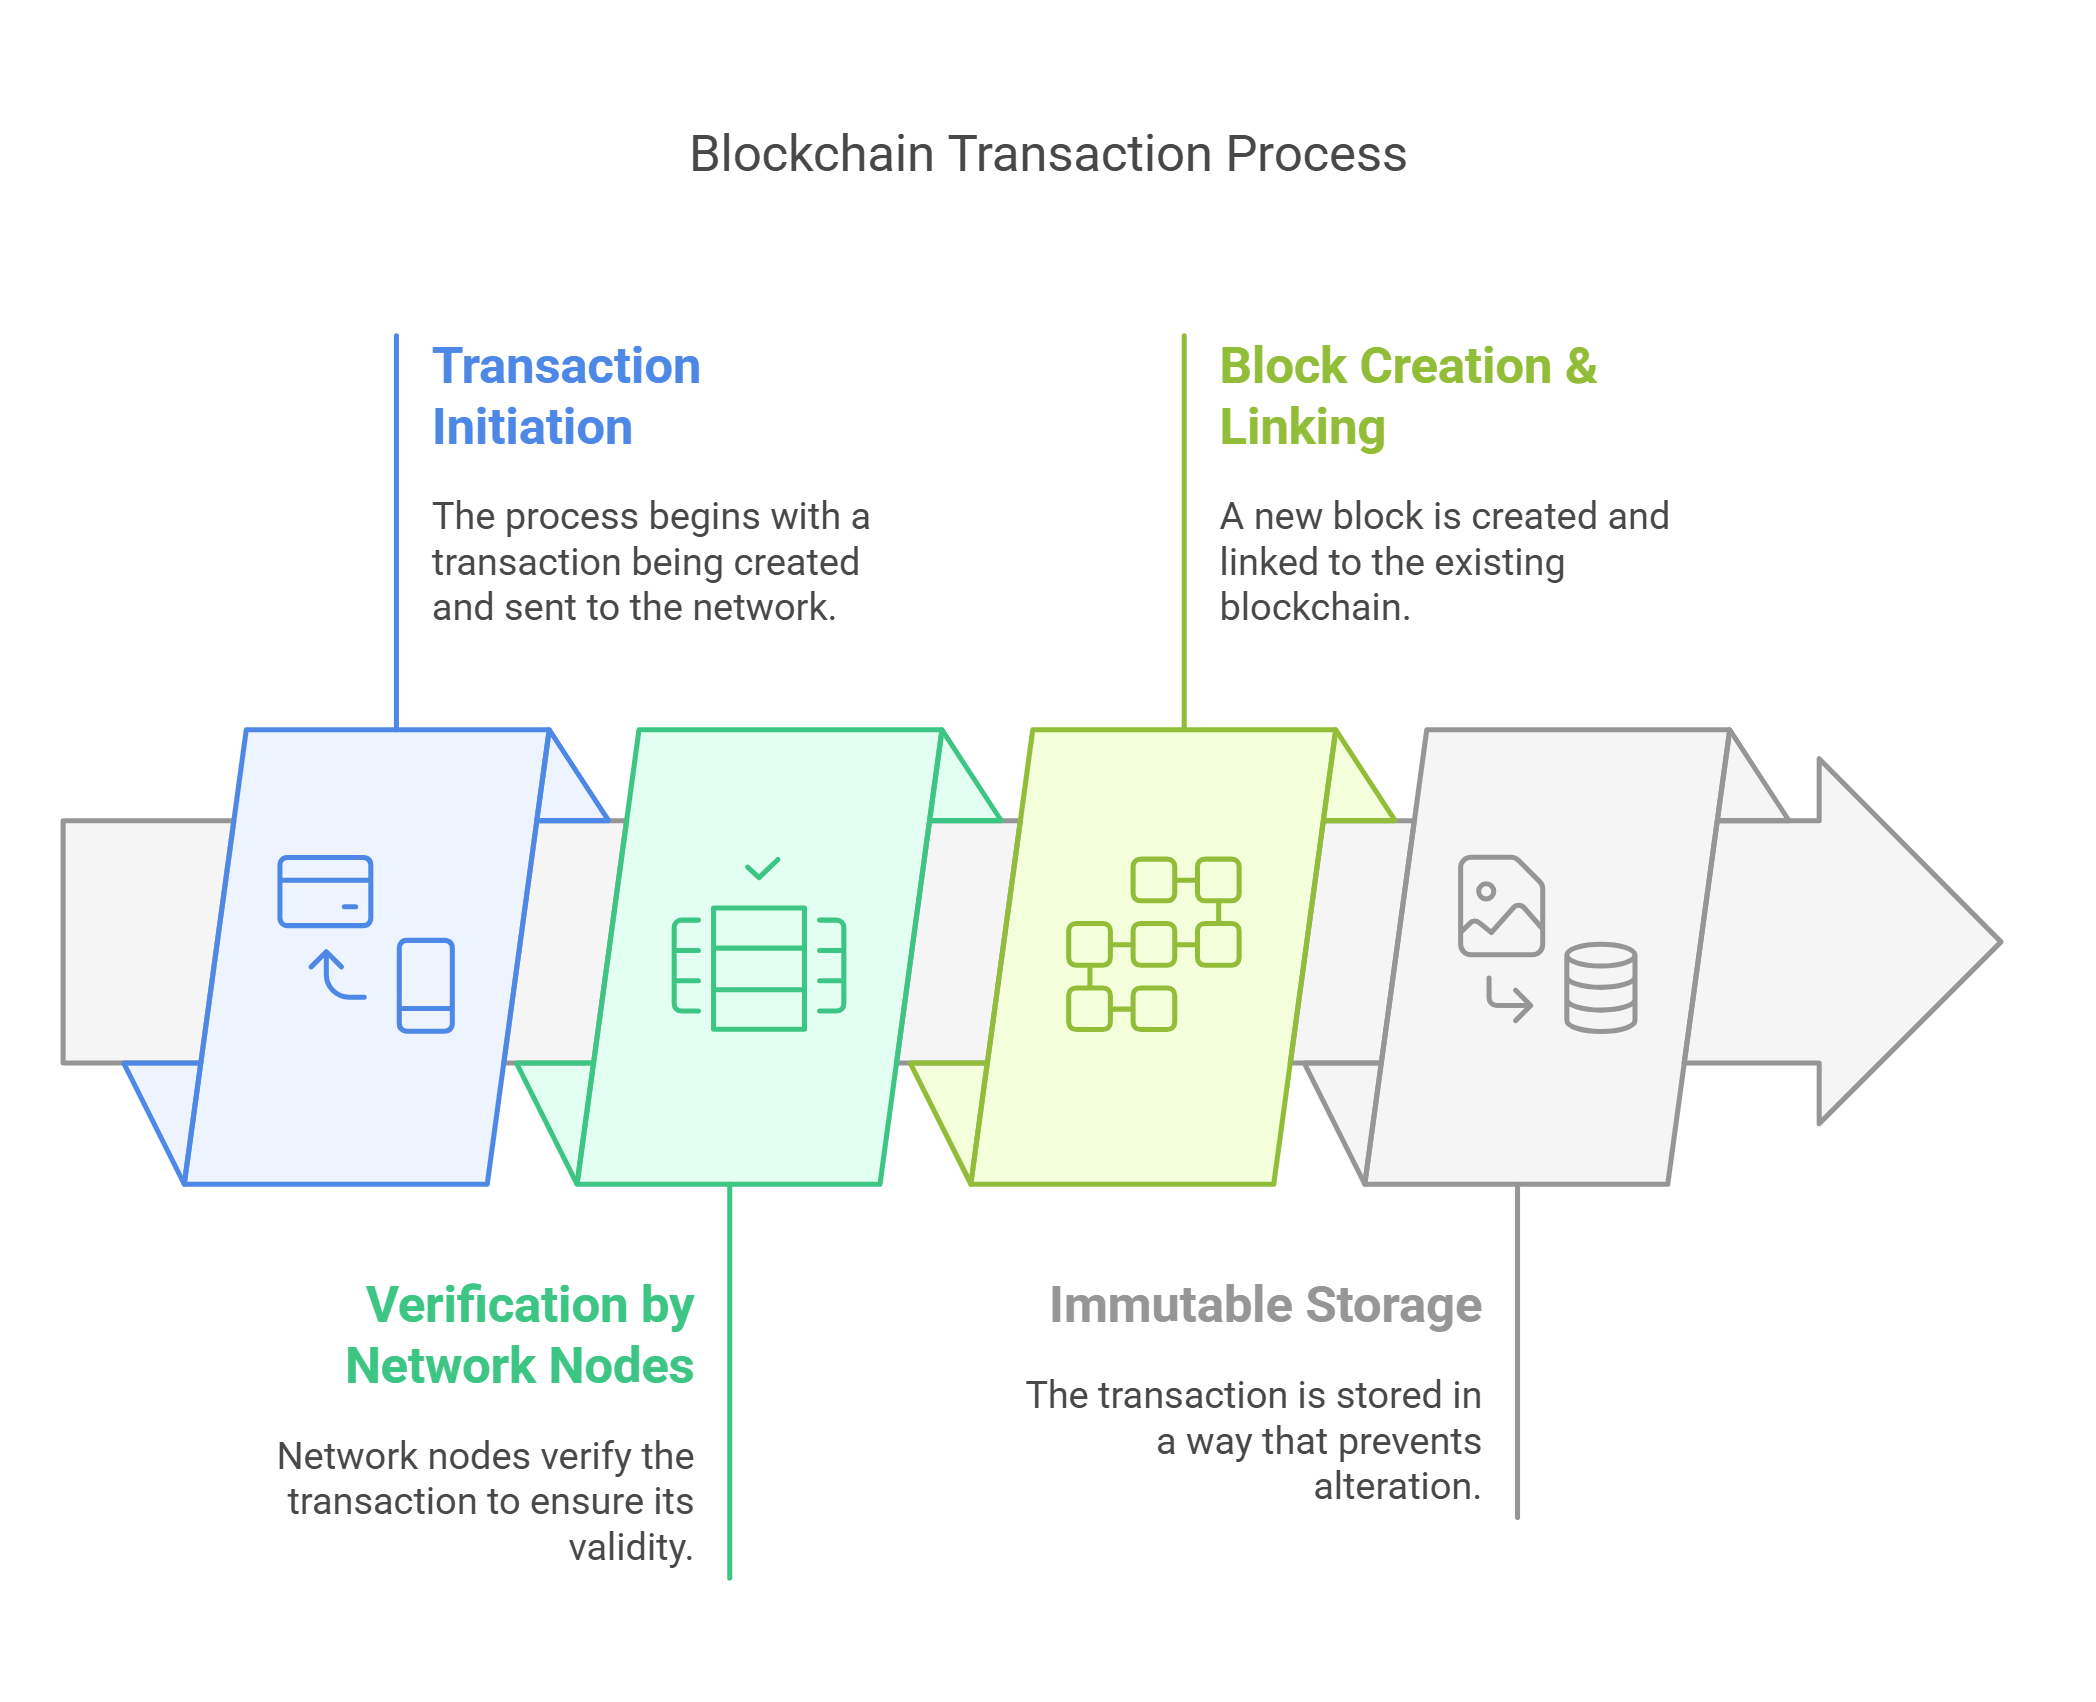 Blockchain Transaction Process
Transaction
Initiation
The process begins with a
transaction being created
and sent to the network.
Block Creation &
Linking
A new block is created and
linked to the existing
blockchain.
Verification by
Network Nodes
Network nodes verify the
transaction to ensure its
validity.
Immutable Storage
The transaction is stored in
a way that prevents
alteration.